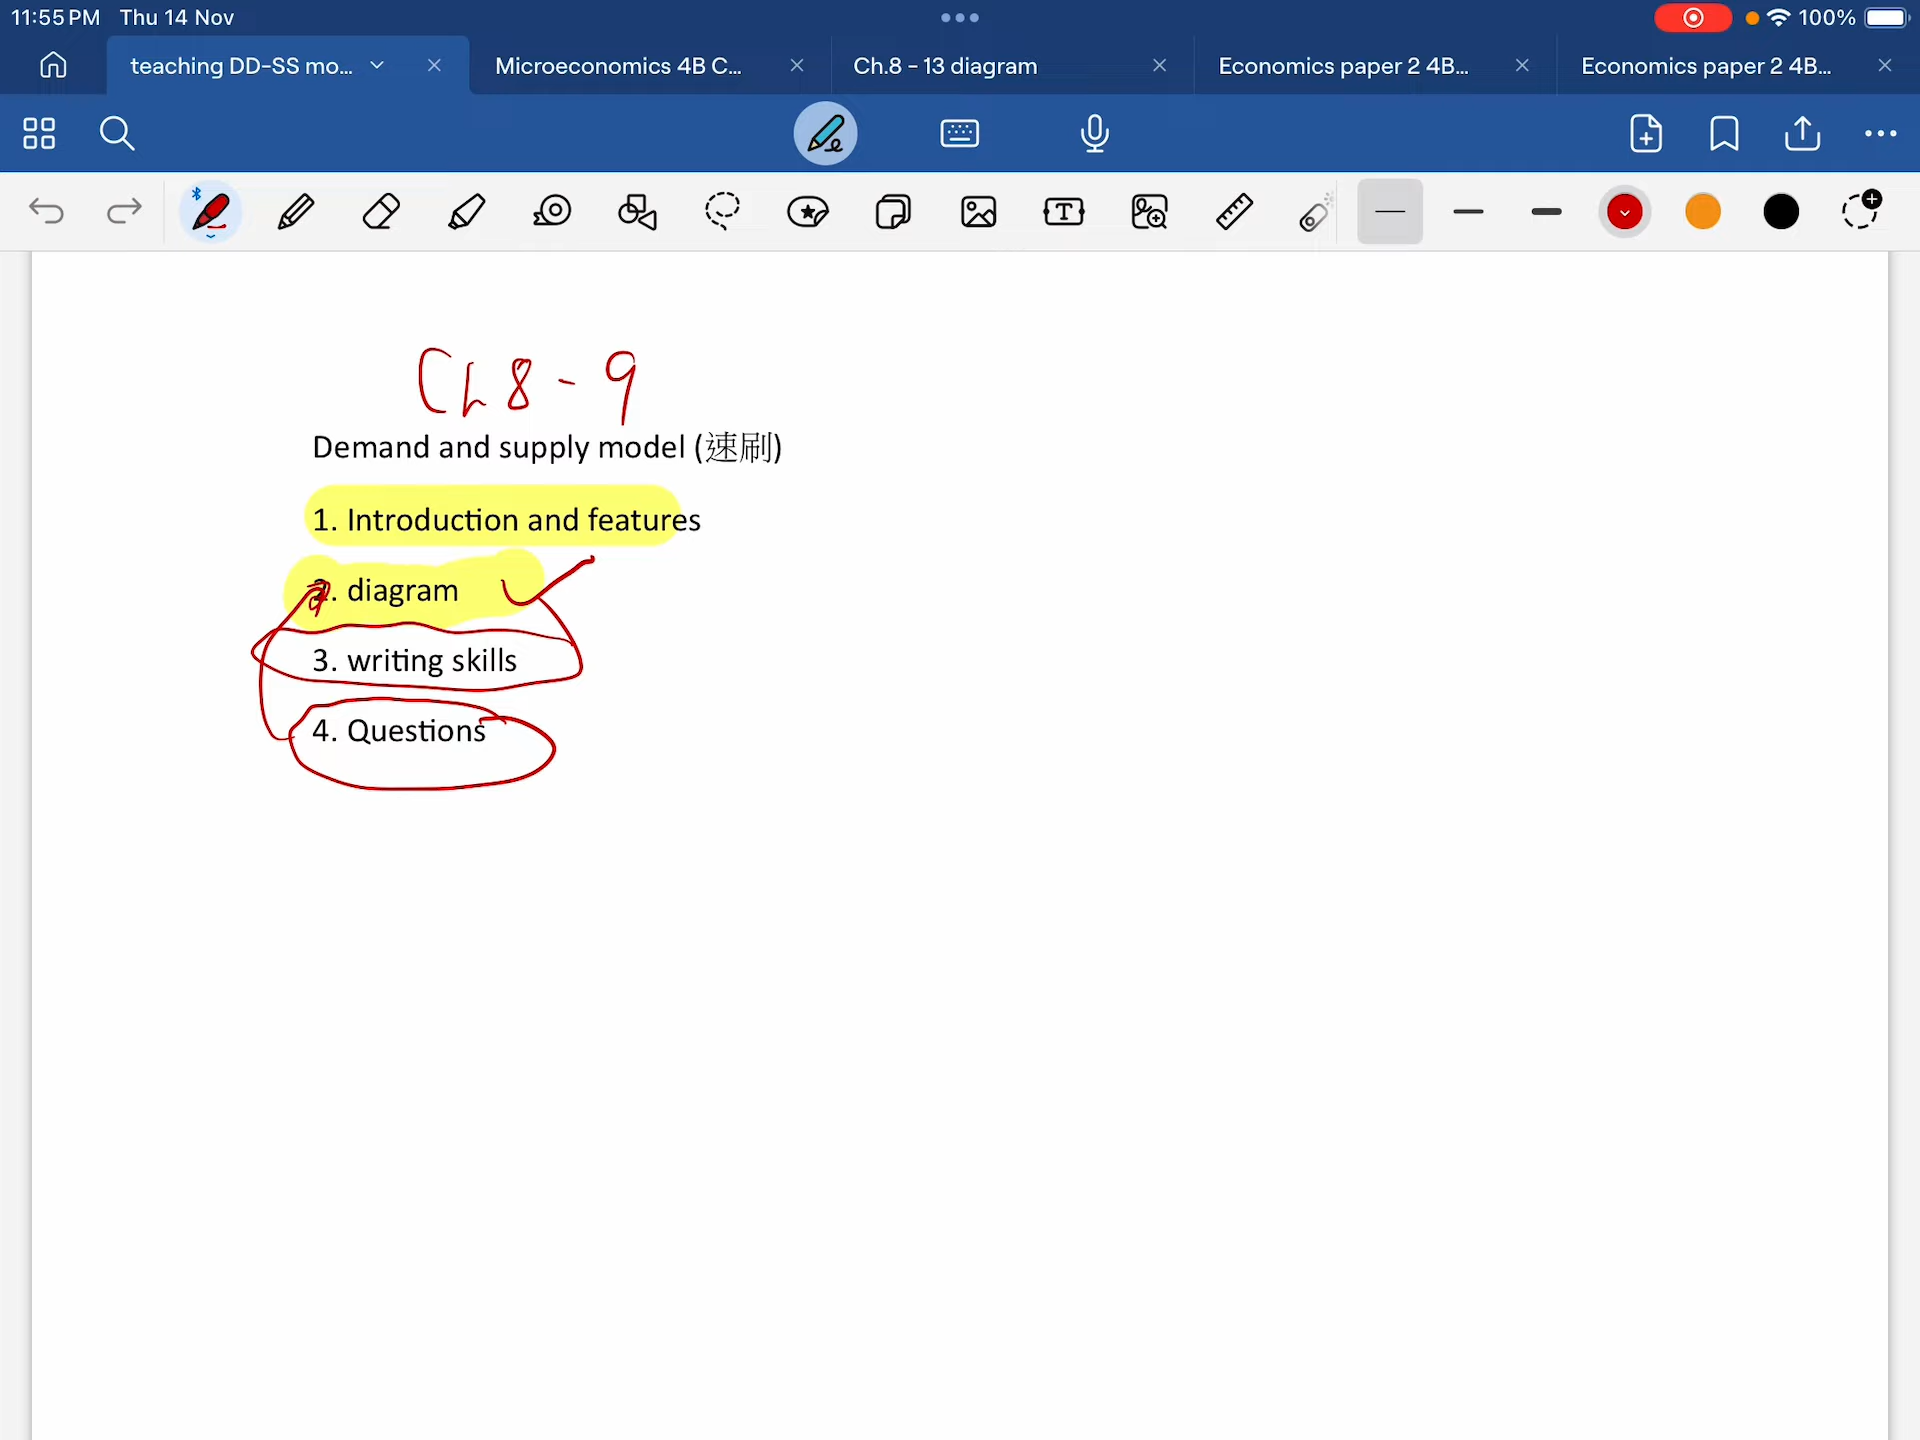 11:55 PM Thu 14 Nov
100%
teaching DD-SS mo...
Microeconomics 4B C...
Ch.8 - 13 diagram
Economics paper 2 4B...
Economics paper 2 4B...
Ch 8 - 9
Demand and supply model (速刷)
1. Introduction and features
2. diagram
3. writing skills
4. Questions